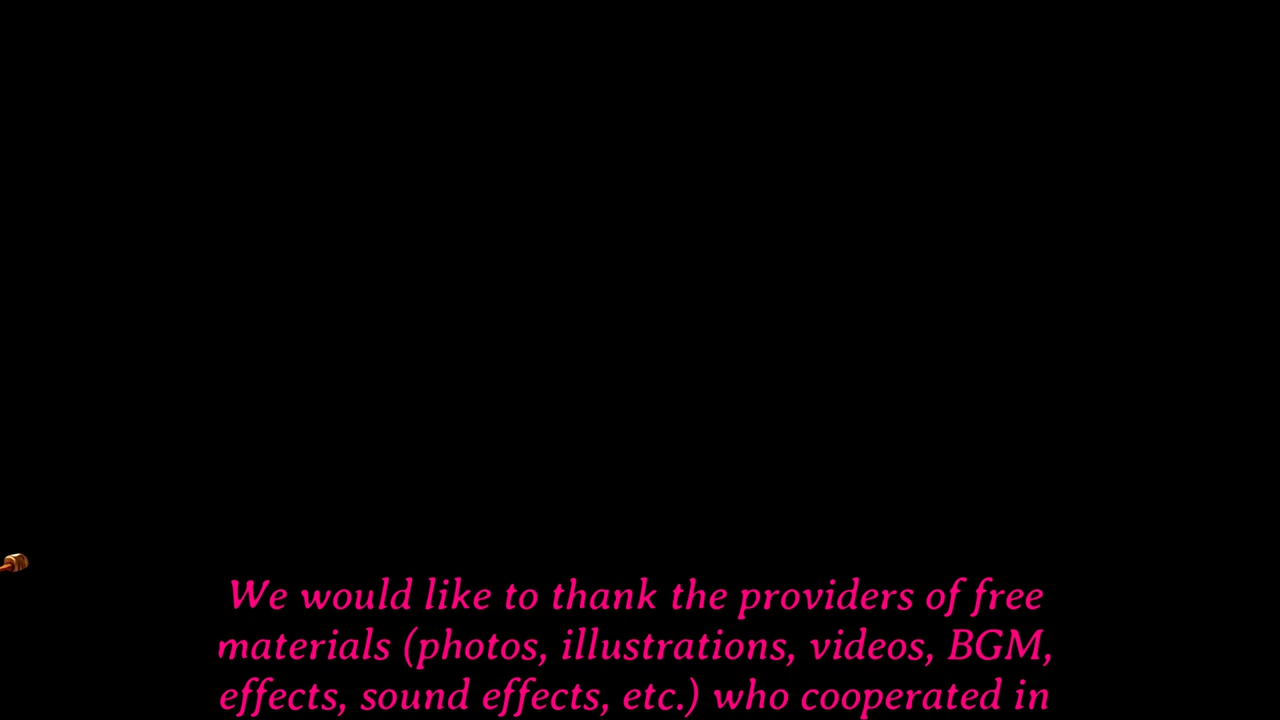 We would like to thank the providers of free
materials (photos, illustrations, videos, BGM,
effects, sound effects, etc.) who cooperated in